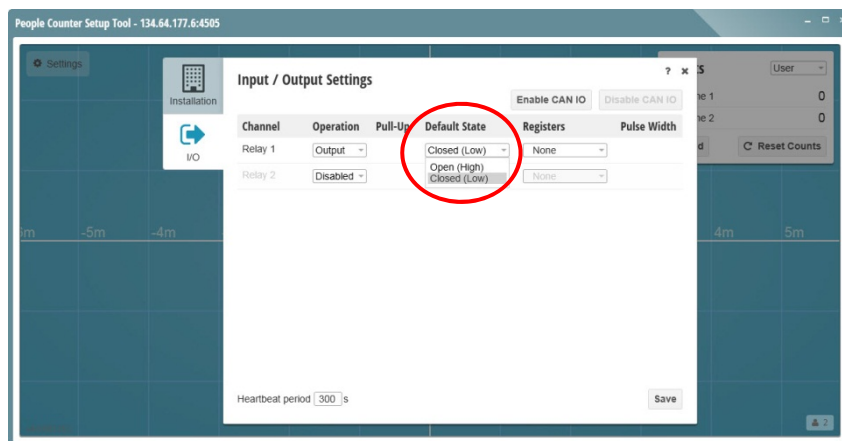 People Counter Setup Tool - 134.64.177.6:4505
Settings
Installation
I/O
Input / Output Settings
? ×
Enable CAN IO Disable CAN IO
Channel Operation Pull-Up Default State Registers Pulse Width
Relay 1 Output Closed (Low) None
Open (High)
Closed (Low)
Relay 2 Disabled None
Heartbeat period 300 s
Save
User
1 0
2 0
Reset Counts
-5m -4m 4m 5m
2